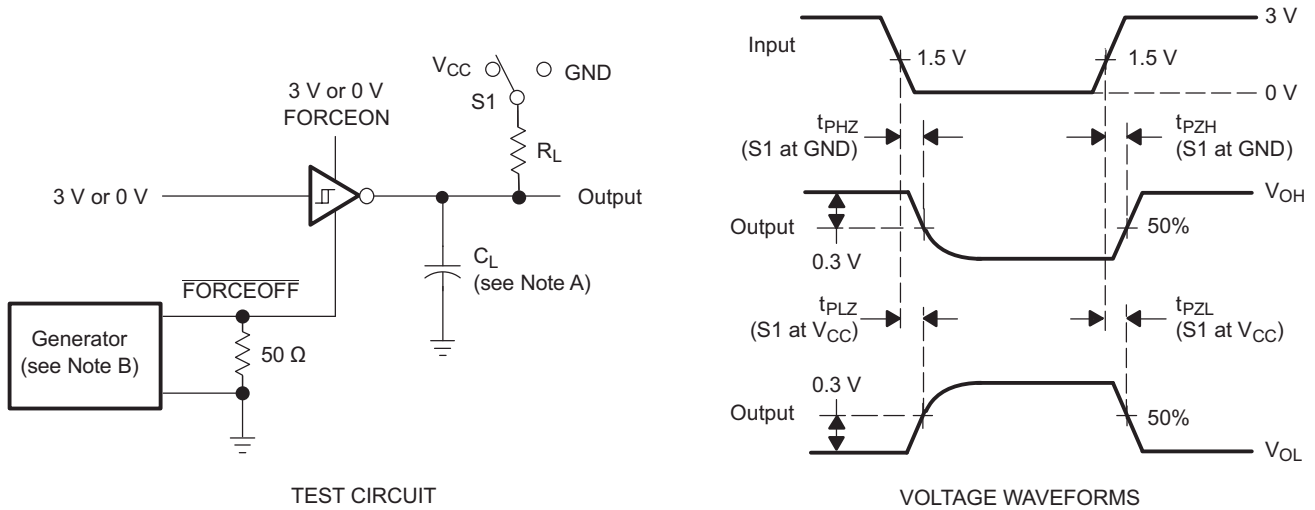 V_CC
GND
S1
3 V or 0 V
FORCEON
R_L
3 V or 0 V
Output
C_L
(see Note A)
FORCEOFF
Generator
(see Note B)
50 Ω
TEST CIRCUIT
3 V
Input
1.5 V
1.5 V
0 V
t_PHZ
(S1 at GND)
t_PZH
(S1 at GND)
V_OH
Output
50%
0.3 V
t_PLZ
(S1 at V_CC)
t_PZL
(S1 at V_CC)
0.3 V
Output
50%
V_OL
VOLTAGE WAVEFORMS